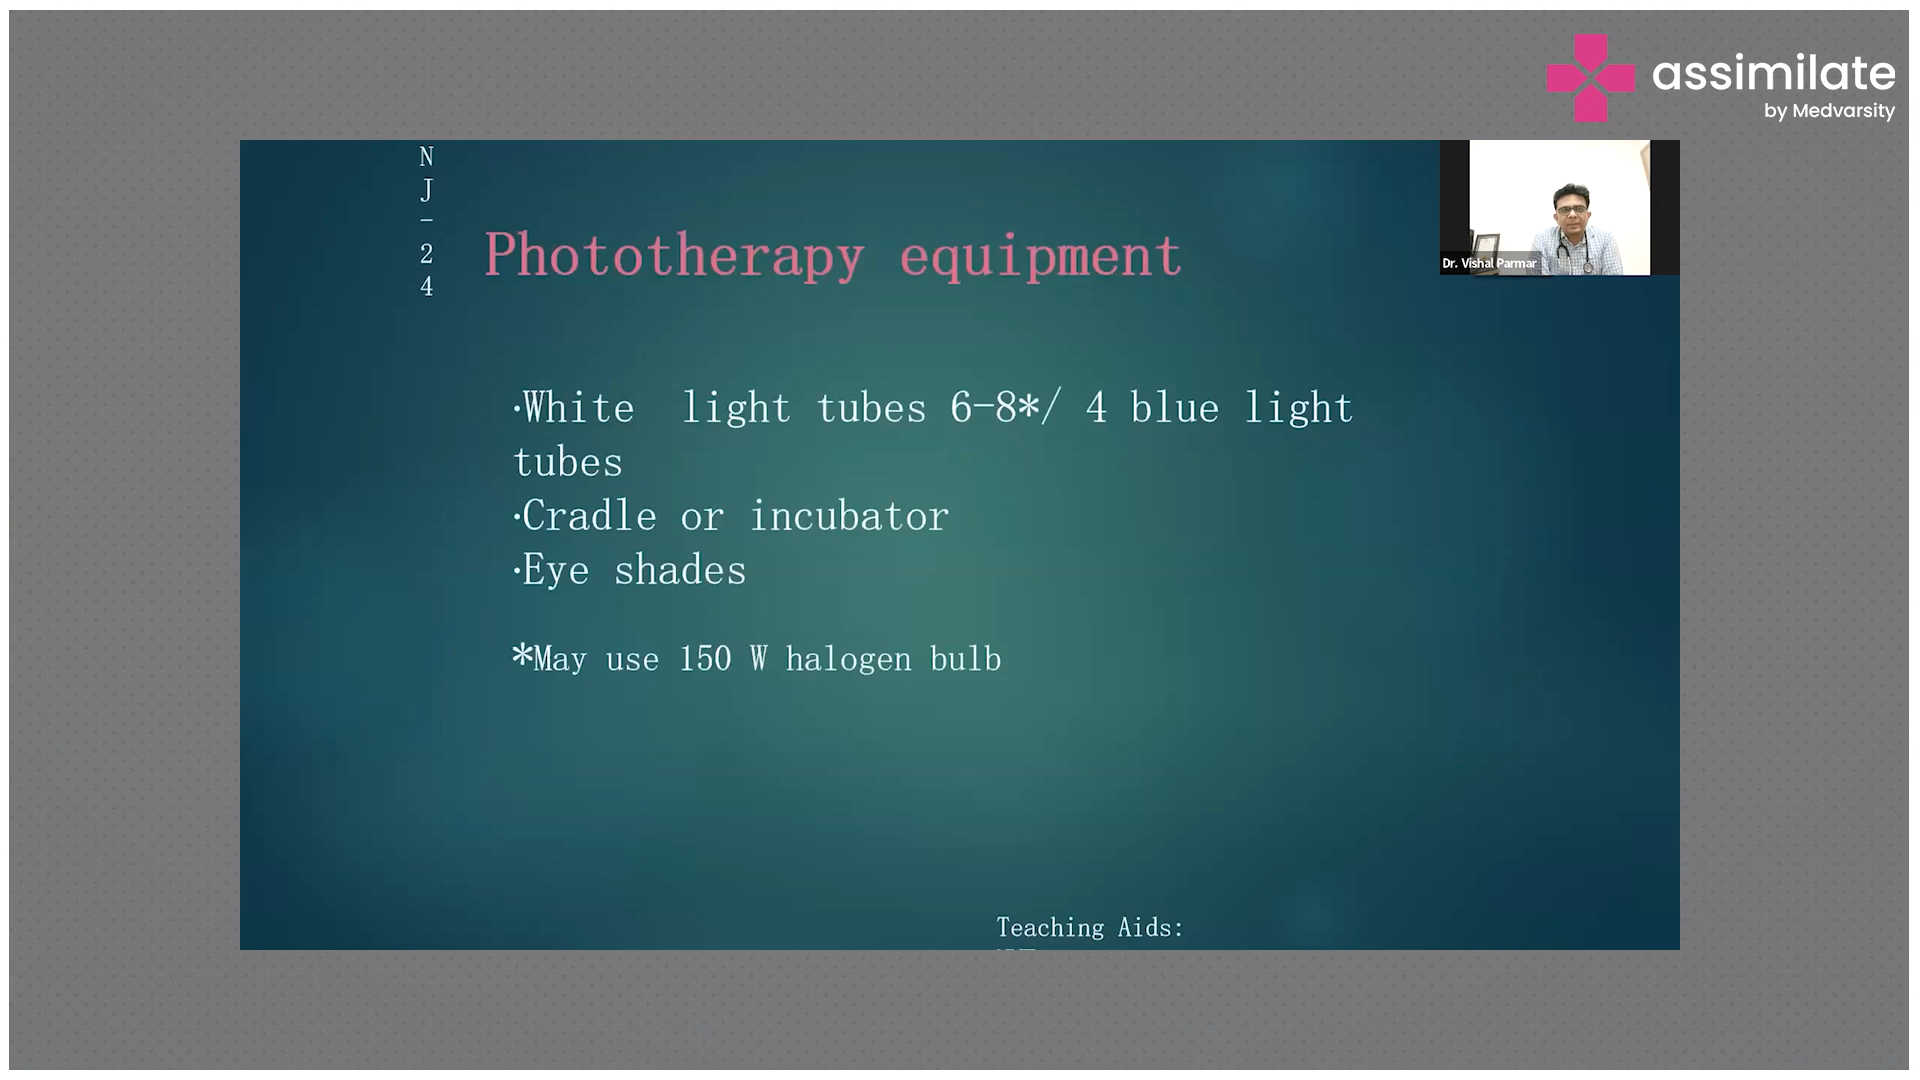 assimilate
by Medvarsity
N
J
-
2
4
Phototherapy equipment
Dr. Vishal Parmar
·White light tubes 6-8*/ 4 blue light
tubes
·Cradle or incubator
·Eye shades
*May use 150 W halogen bulb
Teaching Aids: